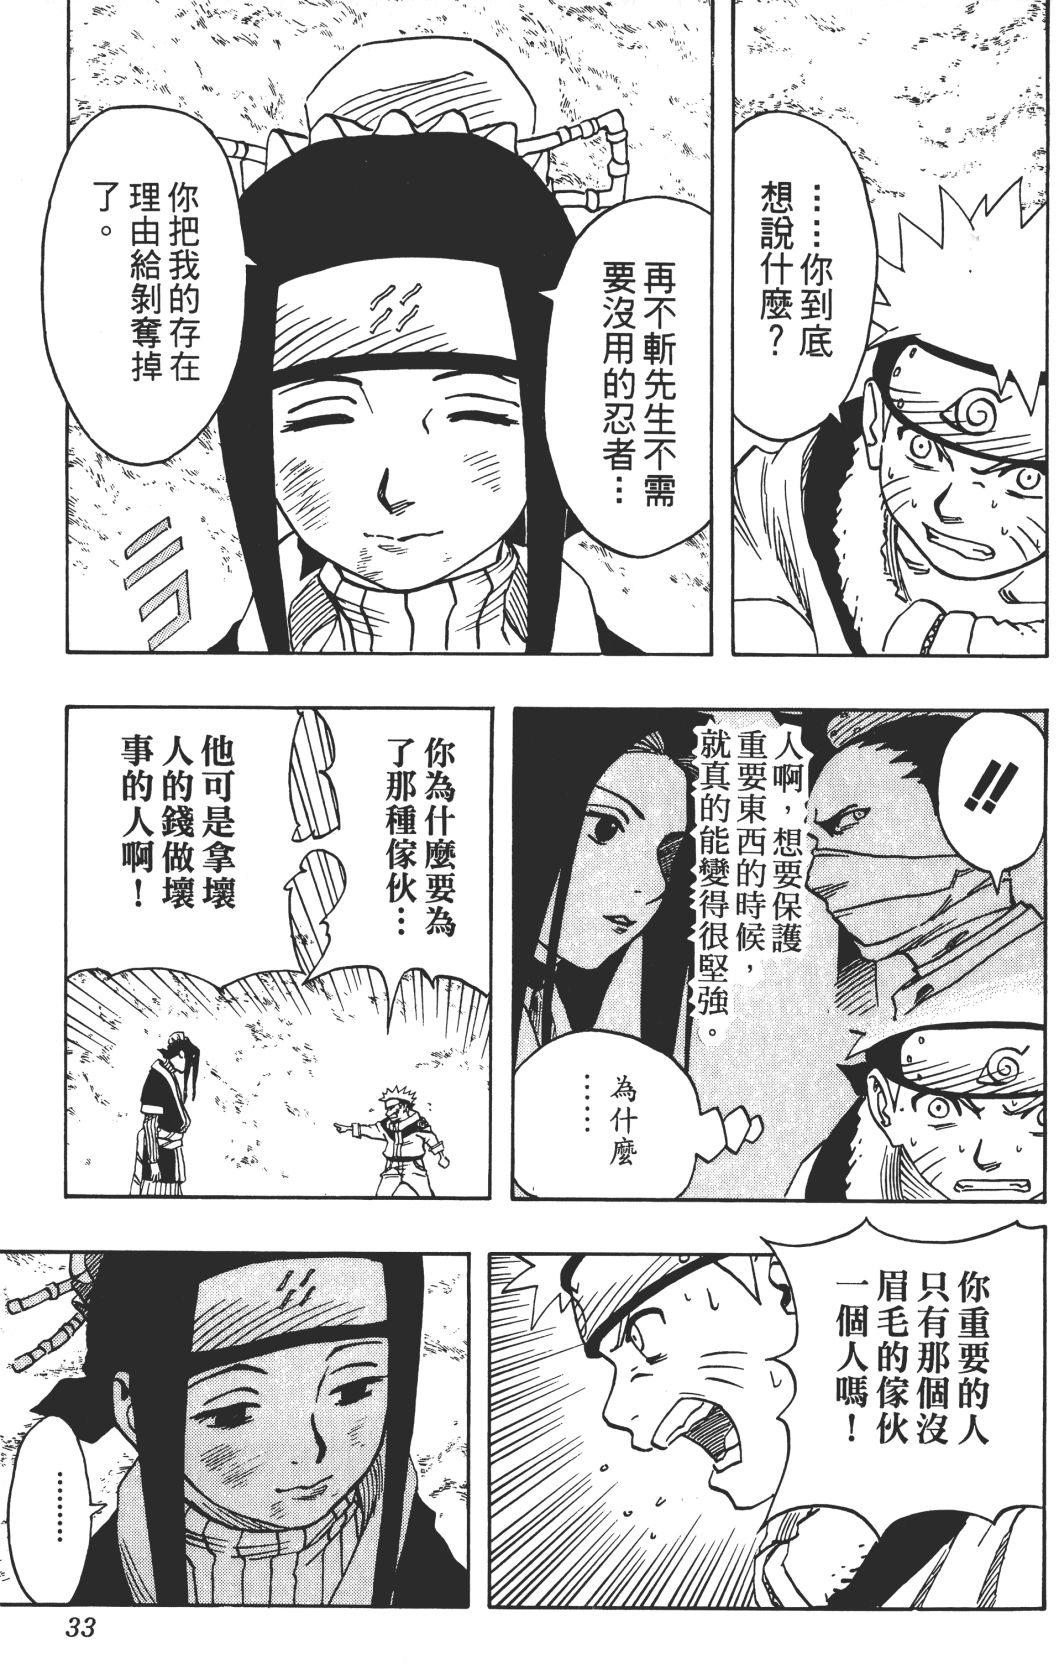 ……你到底
想說什麼？
再不斬先生不需
要沒用的忍者…
你把我的存在
理由給剝奪掉
了。
ニコ
!!
人啊，想要保護
重要東西的時候，
就真的能變得很堅強。
為什麼
……
你為什麼要為
了那種傢伙…
他可是拿壞
人的錢做壞
事的人啊！
你重要的人
只有那個沒
眉毛的傢伙
一個人嗎！
………
33